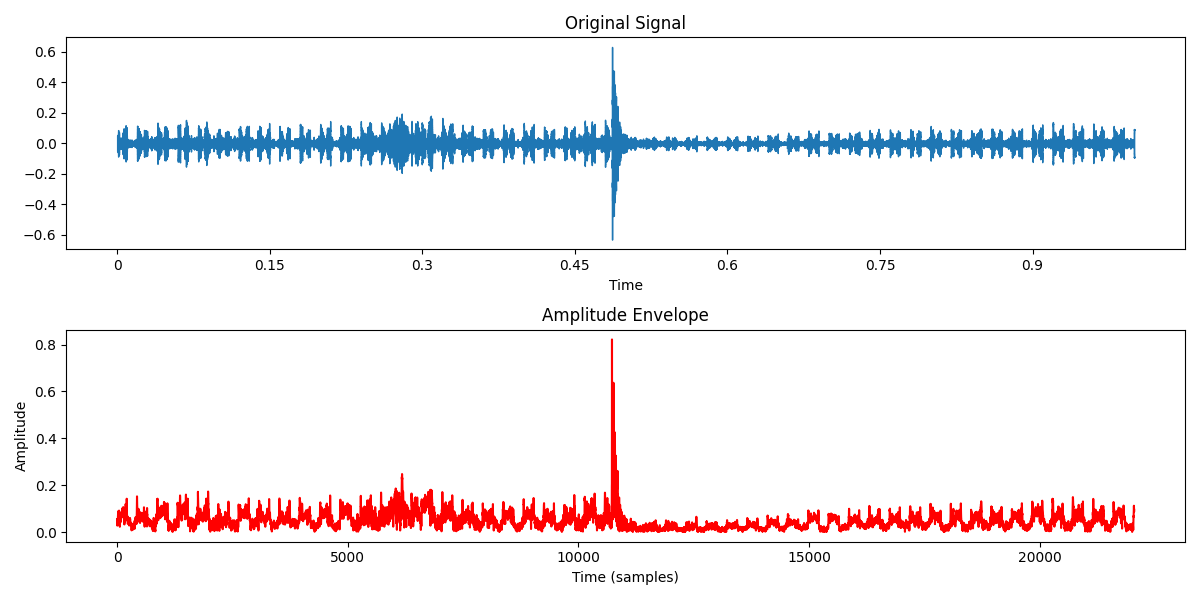 Original Signal
0.6
0.4
0.2
0.0
−0.2
−0.4
−0.6
0 0.15 0.3 0.45 0.6 0.75 0.9
Time
Amplitude Envelope
Amplitude
0.8
0.6
0.4
0.2
0.0
0 5000 10000 15000 20000
Time (samples)